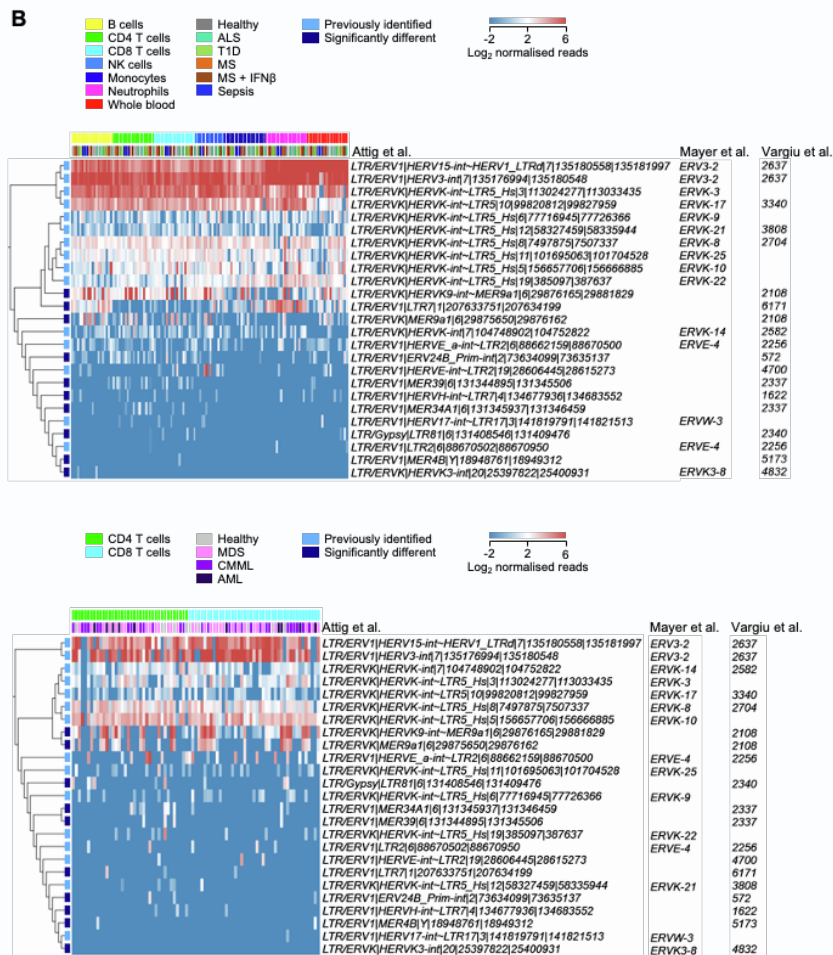 B
B cells
CD4 T cells
CD8 T cells
NK cells
Monocytes
Neutrophils
Whole blood
Healthy
ALS
T1D
MS
MS + IFNβ
Sepsis
Previously identified
Significantly different
-2 2 6
Log2 normalised reads
Attig et al. Mayer et al. Vargiu et al.
LTR/ERV1|HERV15-int~HERV1_LTRd|7|135180558|135181997 ERV3-2 2637
LTR/ERV1|HERV3-int|7|135176994|135180548 ERV3-2 2637
LTR/ERVK|HERVK-int~LTR5_Hs|3|113024277|113033435 ERVK-3
LTR/ERVK|HERVK-int~LTR5|10|99820812|99827959 ERVK-17 3340
LTR/ERVK|HERVK-int~LTR5_Hs|6|77716945|77726366 ERVK-9
LTR/ERVK|HERVK-int~LTR5_Hs|12|58327459|58335944 ERVK-21 3808
LTR/ERVK|HERVK-int~LTR5_Hs|8|7497875|7507337 ERVK-8 2704
LTR/ERVK|HERVK-int~LTR5_Hs|11|101695063|101704528 ERVK-25
LTR/ERVK|HERVK-int~LTR5_Hs|5|156657706|156666885 ERVK-10
LTR/ERVK|HERVK-int~LTR5_Hs|19|385097|387637 ERVK-22
LTR/ERVK|HERVK9-int~MER9a1|6|29876165|29881829 2108
LTR/ERV1|LTR7|1|207633751|207634199 6171
LTR/ERVK|MER9a1|6|29875650|29876162 2108
LTR/ERVK|HERVK-int|7|104748902|104752822 ERVK-14 2582
LTR/ERV1|HERVE_a-int~LTR2|6|88662159|88670500 ERVE-4 2256
LTR/ERV1|ERV24B_Prim-int|2|73634099|73635137 572
LTR/ERV1|HERVE-int~LTR2|19|28606445|28615273 4700
LTR/ERV1|MER39|6|131344895|131345506 2337
LTR/ERV1|HERVH-int~LTR7|4|134677936|134683552 1622
LTR/ERV1|MER34A1|6|131345937|131346459 2337
LTR/ERV1|HERV17-int~LTR17|3|141819791|141821513 ERVW-3
LTR/Gypsy|LTR81|6|131408546|131409476 2340
LTR/ERV1|LTR2|6|88670502|88670950 ERVE-4 2256
LTR/ERV1|MER4B|Y|18948761|18949312 5173
LTR/ERVK|HERVK3-int|20|25397822|25400931 ERVK3-8 4832
CD4 T cells
CD8 T cells
Healthy
MDS
CMML
AML
Previously identified
Significantly different
-2 2 6
Log2 normalised reads
Attig et al. Mayer et al. Vargiu et al.
LTR/ERV1|HERV15-int~HERV1_LTRd|7|135180558|135181997 ERV3-2 2637
LTR/ERV1|HERV3-int|7|135176994|135180548 ERV3-2 2637
LTR/ERVK|HERVK-int|7|104748902|104752822 ERVK-14 2582
LTR/ERVK|HERVK-int~LTR5_Hs|3|113024277|113033435 ERVK-3
LTR/ERVK|HERVK-int~LTR5|10|99820812|99827959 ERVK-17 3340
LTR/ERVK|HERVK-int~LTR5_Hs|8|7497875|7507337 ERVK-8 2704
LTR/ERVK|HERVK-int~LTR5_Hs|5|156657706|156666885 ERVK-10
LTR/ERVK|HERVK9-int~MER9a1|6|29876165|29881829 2108
LTR/ERVK|MER9a1|6|29875650|29876162 2108
LTR/ERV1|HERVE_a-int~LTR2|6|88662159|88670500 ERVE-4 2256
LTR/ERVK|HERVK-int~LTR5_Hs|11|101695063|101704528 ERVK-25
LTR/Gypsy|LTR81|6|131408546|131409476 2340
LTR/ERVK|HERVK-int~LTR5_Hs|6|77716945|77726366 ERVK-9
LTR/ERV1|MER34A1|6|131345937|131346459 2337
LTR/ERV1|MER39|6|131344895|131345506 2337
LTR/ERVK|HERVK-int~LTR5_Hs|19|385097|387637 ERVK-22
LTR/ERV1|LTR2|6|88670502|88670950 ERVE-4 2256
LTR/ERV1|HERVE-int~LTR2|19|28606445|28615273 4700
LTR/ERV1|LTR7|1|207633751|207634199 6171
LTR/ERVK|HERVK-int~LTR5_Hs|12|58327459|58335944 ERVK-21 3808
LTR/ERV1|ERV24B_Prim-int|2|73634099|73635137 572
LTR/ERV1|HERVH-int~LTR7|4|134677936|134683552 1622
LTR/ERV1|MER4B|Y|18948761|18949312 5173
LTR/ERV1|HERV17-int~LTR17|3|141819791|141821513 ERVW-3
LTR/ERVK|HERVK3-int|20|25397822|25400931 ERVK3-8 4832